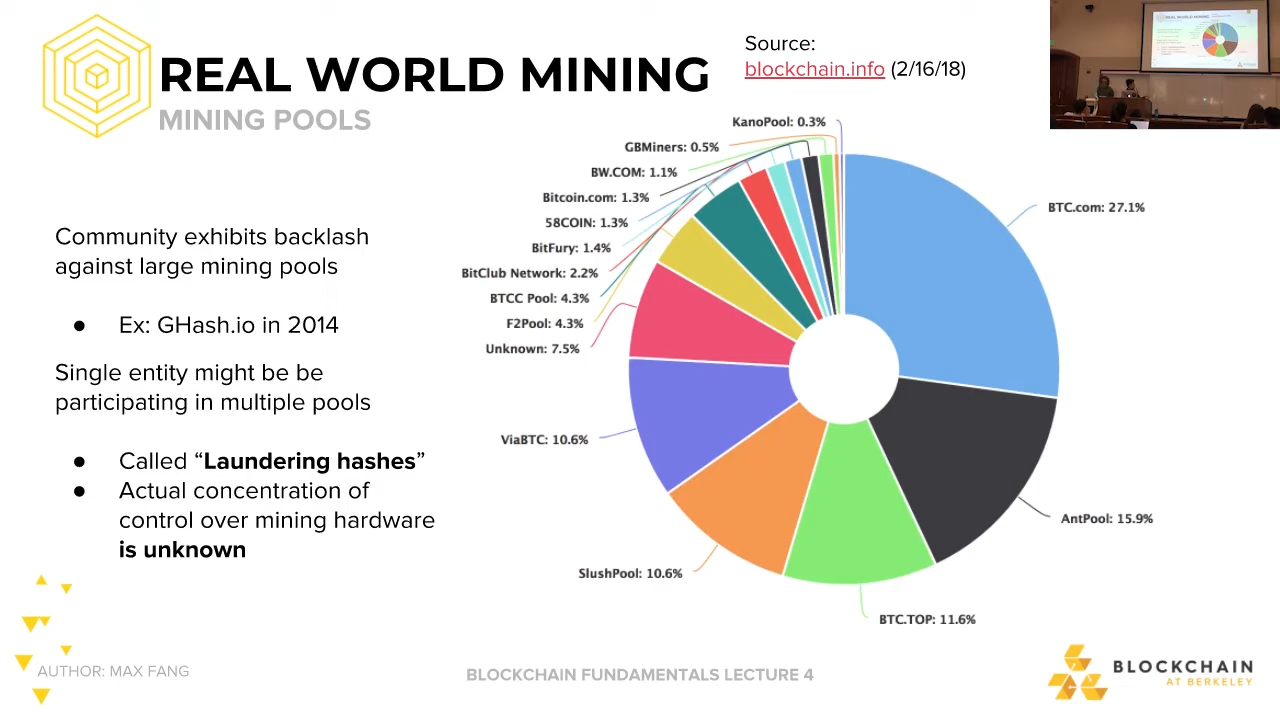 REAL WORLD MINING
MINING POOLS
Source:
blockchain.info (2/16/18)
Community exhibits backlash
against large mining pools
● Ex: GHash.io in 2014
Single entity might be be
participating in multiple pools
● Called “Laundering hashes”
● Actual concentration of
control over mining hardware
is unknown
KanoPool: 0.3%
GBMiners: 0.5%
BW.COM: 1.1%
Bitcoin.com: 1.3%
58COIN: 1.3%
BitFury: 1.4%
BitClub Network: 2.2%
BTCC Pool: 4.3%
F2Pool: 4.3%
Unknown: 7.5%
ViaBTC: 10.6%
SlushPool: 10.6%
BTC.TOP: 11.6%
AntPool: 15.9%
BTC.com: 27.1%
AUTHOR: MAX FANG
BLOCKCHAIN FUNDAMENTALS LECTURE 4
BLOCKCHAIN
AT BERKELEY
REAL WORLD MINING